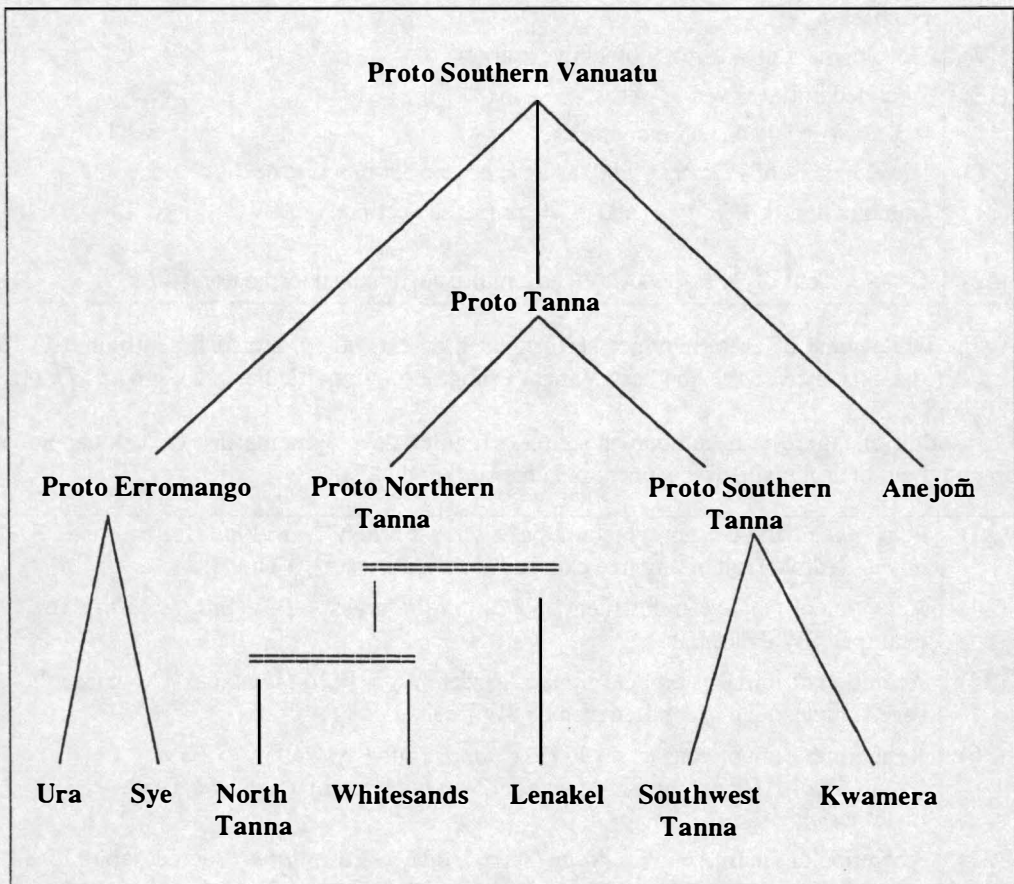 Proto Southern Vanuatu
Proto Tanna
Proto Erromango
Proto Northern
Tanna
Proto Southern
Tanna
Anejom̃
Ura
Sye
North
Tanna
Whitesands
Lenakel
Southwest
Tanna
Kwamera